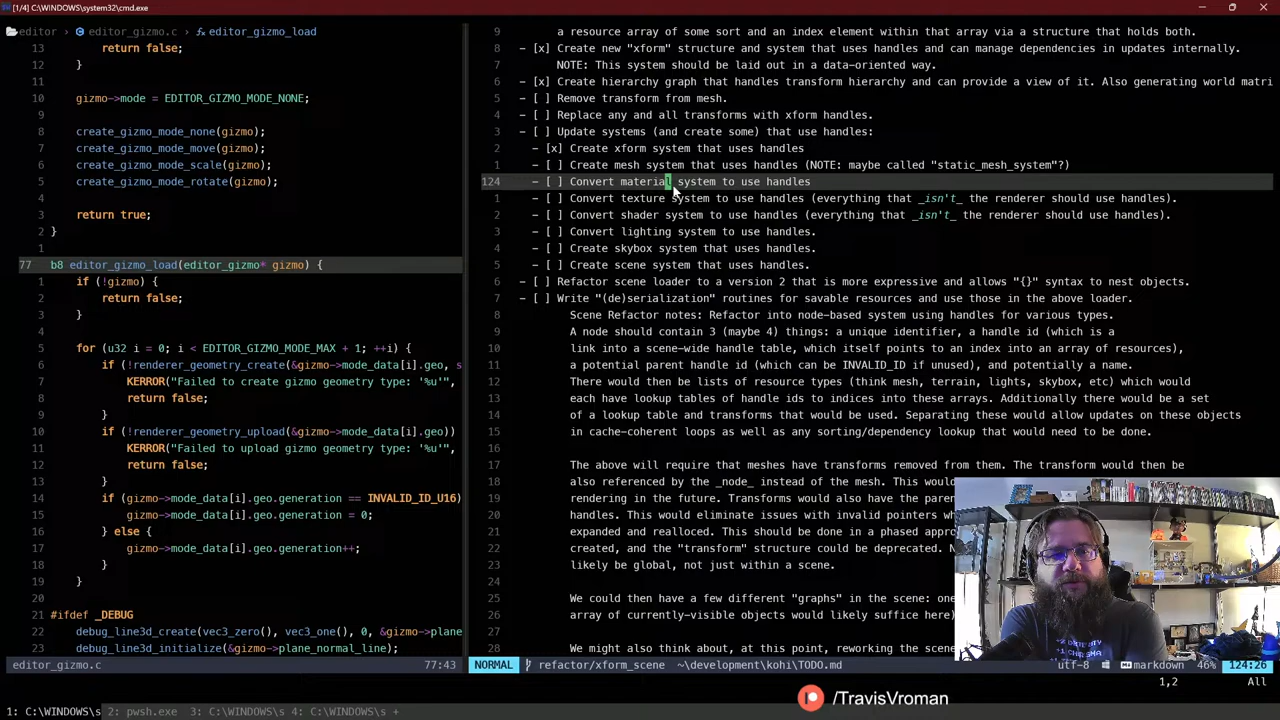 [1/4] C:\WINDOWS\system32\cmd.exe
editor > editor_gizmo.c > editor_gizmo_load
13 return false;
12 }
11
10 gizmo->mode = EDITOR_GIZMO_MODE_NONE;
9
8 create_gizmo_mode_none(gizmo);
7 create_gizmo_mode_move(gizmo);
6 create_gizmo_mode_scale(gizmo);
5 create_gizmo_mode_rotate(gizmo);
4
3 return true;
2 }
1
77 b8 editor_gizmo_load(editor_gizmo* gizmo) {
1 if (!gizmo) {
2 return false;
3 }
4
5 for (u32 i = 0; i < EDITOR_GIZMO_MODE_MAX + 1; ++i) {
6 if (!renderer_geometry_create(&gizmo->mode_data[i].geo, s
7 KERROR("Failed to create gizmo geometry type: '%u'",
8 return false;
9 }
10 if (!renderer_geometry_upload(&gizmo->mode_data[i].geo))
11 KERROR("Failed to upload gizmo geometry type: '%u'",
12 return false;
13 }
14 if (gizmo->mode_data[i].geo.generation == INVALID_ID_U16)
15 gizmo->mode_data[i].geo.generation = 0;
16 } else {
17 gizmo->mode_data[i].geo.generation++;
18 }
19 }
20
21 #ifdef _DEBUG
22 debug_line3d_create(vec3_zero(), vec3_one(), 0, &gizmo->plane
23 debug_line3d_initialize(&gizmo->plane_normal_line);
editor_gizmo.c 77:43
9 a resource array of some sort and an index element within that array via a structure that holds both.
8 - [x] Create new "xform" structure and system that uses handles and can manage dependencies in updates internally.
7 NOTE: This system should be laid out in a data-oriented way.
6 - [x] Create hierarchy graph that handles transform hierarchy and can provide a view of it. Also generating world matri
5 - [ ] Remove transform from mesh.
4 - [ ] Replace any and all transforms with xform handles.
3 - [ ] Update systems (and create some) that use handles:
2 - [x] Create xform system that uses handles
1 - [ ] Create mesh system that uses handles (NOTE: maybe called "static_mesh_system"?)
124 - [ ] Convert material system to use handles
1 - [ ] Convert texture system to use handles (everything that _isn't_ the renderer should use handles).
2 - [ ] Convert shader system to use handles (everything that _isn't_ the renderer should use handles).
3 - [ ] Convert lighting system to use handles.
4 - [ ] Create skybox system that uses handles.
5 - [ ] Create scene system that uses handles.
6 - [ ] Refactor scene loader to a version 2 that is more expressive and allows "{}" syntax to nest objects.
7 - [ ] Write "(de)serialization" routines for savable resources and use those in the above loader.
8 Scene Refactor notes: Refactor into node-based system using handles for various types.
9 A node should contain 3 (maybe 4) things: a unique identifier, a handle id (which is a
10 link into a scene-wide handle table, which itself points to an index into an array of resources),
11 a potential parent handle id (which can be INVALID_ID if unused), and potentially a name.
12 There would then be lists of resource types (think mesh, terrain, lights, skybox, etc) which would
13 each have lookup tables of handle ids to indices into these arrays. Additionally there would be a set
14 of a lookup table and transforms that would be used. Separating these would allow updates on these objects
15 in cache-coherent loops as well as any sorting/dependency lookup that would need to be done.
16
17 The above will require that meshes have transforms removed from them. The transform would then be
18 also referenced by the _node_ instead of the mesh. This would
19 rendering in the future. Transforms would also have the paren
20 handles. This would eliminate issues with invalid pointers wh
21 expanded and realloced. This should be done in a phased appro
22 created, and the "transform" structure could be deprecated. N
23 likely be global, not just within a scene.
24
25 We could then have a few different "graphs" in the scene: one
26 array of currently-visible objects would likely suffice here)
27
28 We might also think about, at this point, reworking the scene
NORMAL refactor/xform_scene ~\development\kohi\TODO.md utf-8 markdown 46% 124:26
1,2 All
/TravisVroman
1: C:\WINDOWS\s 2: pwsh.exe 3: C:\WINDOWS\s 4: C:\WINDOWS\s +